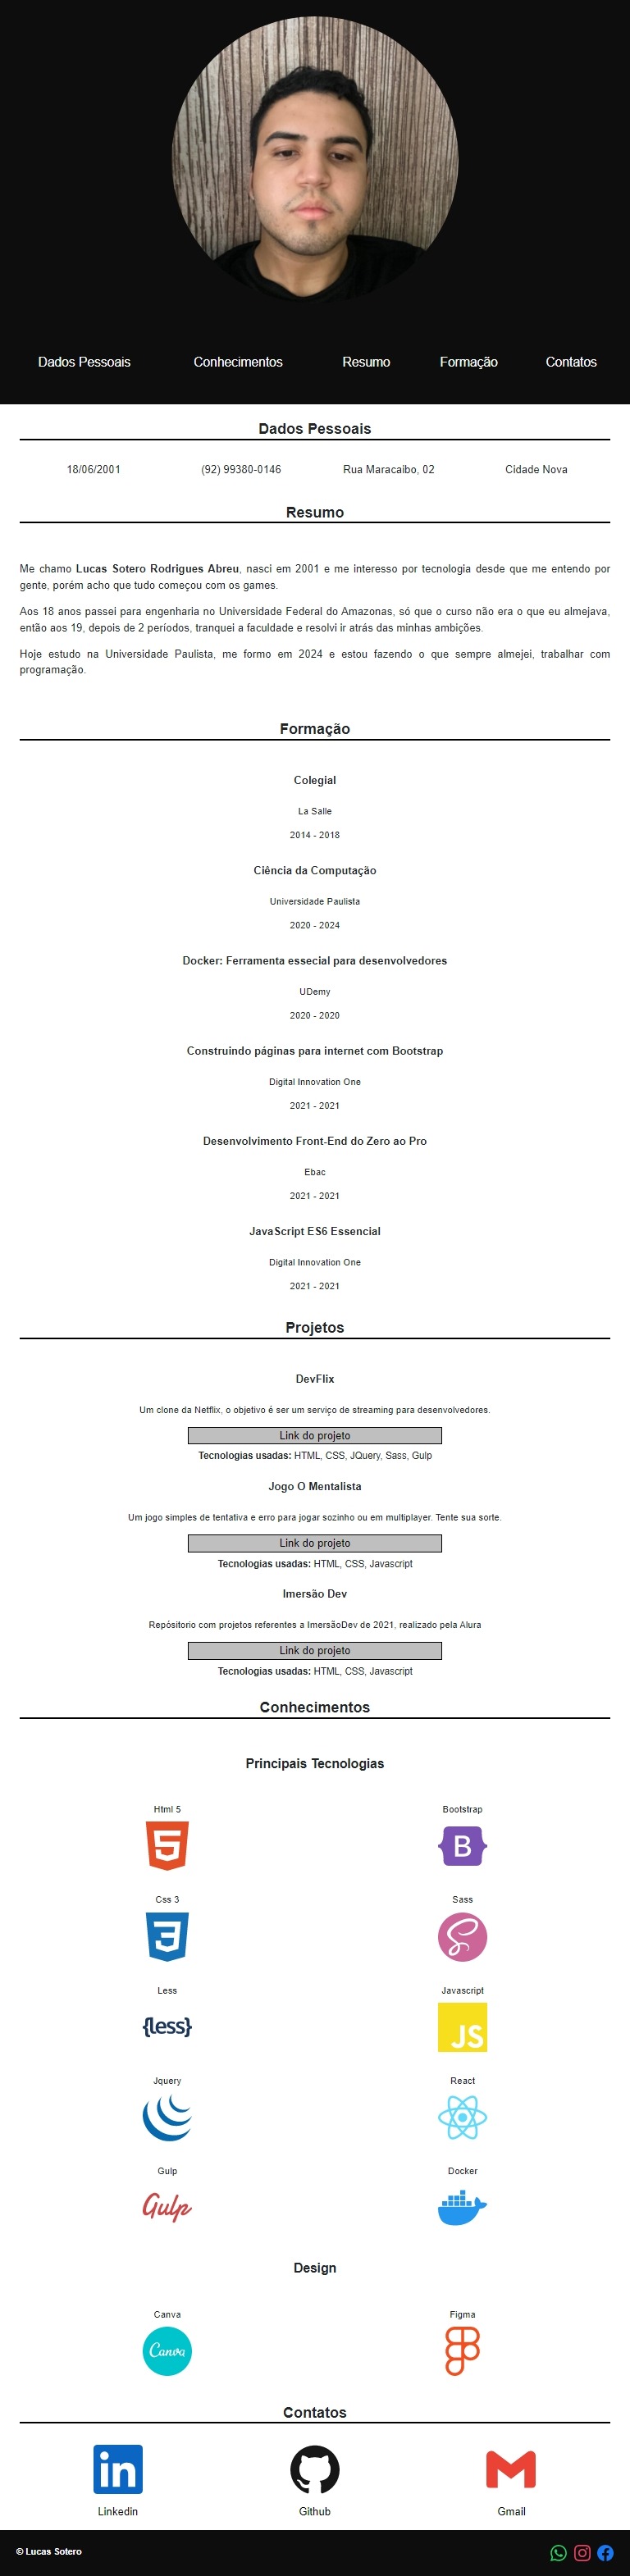 Dados Pessoais Conhecimentos Resumo Formação Contatos
Dados Pessoais
18/06/2001 (92) 99380-0146 Rua Maracaibo, 02 Cidade Nova
Resumo
Me chamo Lucas Sotero Rodrigues Abreu, nasci em 2001 e me interesso por tecnologia desde que me entendo por
gente, porém acho que tudo começou com os games.
Aos 18 anos passei para engenharia no Universidade Federal do Amazonas, só que o curso não era o que eu almejava,
então aos 19, depois de 2 períodos, tranquei a faculdade e resolvi ir atrás das minhas ambições.
Hoje estudo na Universidade Paulista, me formo em 2024 e estou fazendo o que sempre almejei, trabalhar com
programação.
Formação
Colegial
La Salle
2014 - 2018
Ciência da Computação
Universidade Paulista
2020 - 2024
Docker: Ferramenta essecial para desenvolvedores
UDemy
2020 - 2020
Construindo páginas para internet com Bootstrap
Digital Innovation One
2021 - 2021
Desenvolvimento Front-End do Zero ao Pro
Ebac
2021 - 2021
JavaScript ES6 Essencial
Digital Innovation One
2021 - 2021
Projetos
DevFlix
Um clone da Netflix, o objetivo é ser um serviço de streaming para desenvolvedores.
Link do projeto
Tecnologias usadas: HTML, CSS, JQuery, Sass, Gulp
Jogo O Mentalista
Um jogo simples de tentativa e erro para jogar sozinho ou em multiplayer. Tente sua sorte.
Link do projeto
Tecnologias usadas: HTML, CSS, Javascript
Imersão Dev
Repósitorio com projetos referentes a ImersãoDev de 2021, realizado pela Alura
Link do projeto
Tecnologias usadas: HTML, CSS, Javascript
Conhecimentos
Principais Tecnologias
Html 5 Bootstrap
5 B
Css 3 Sass
3 S
Less Javascript
{less} JS
Jquery React
Gulp Docker
Gulp
Design
Canva Figma
Canva
Contatos
in
Linkedin Github Gmail
© Lucas Sotero